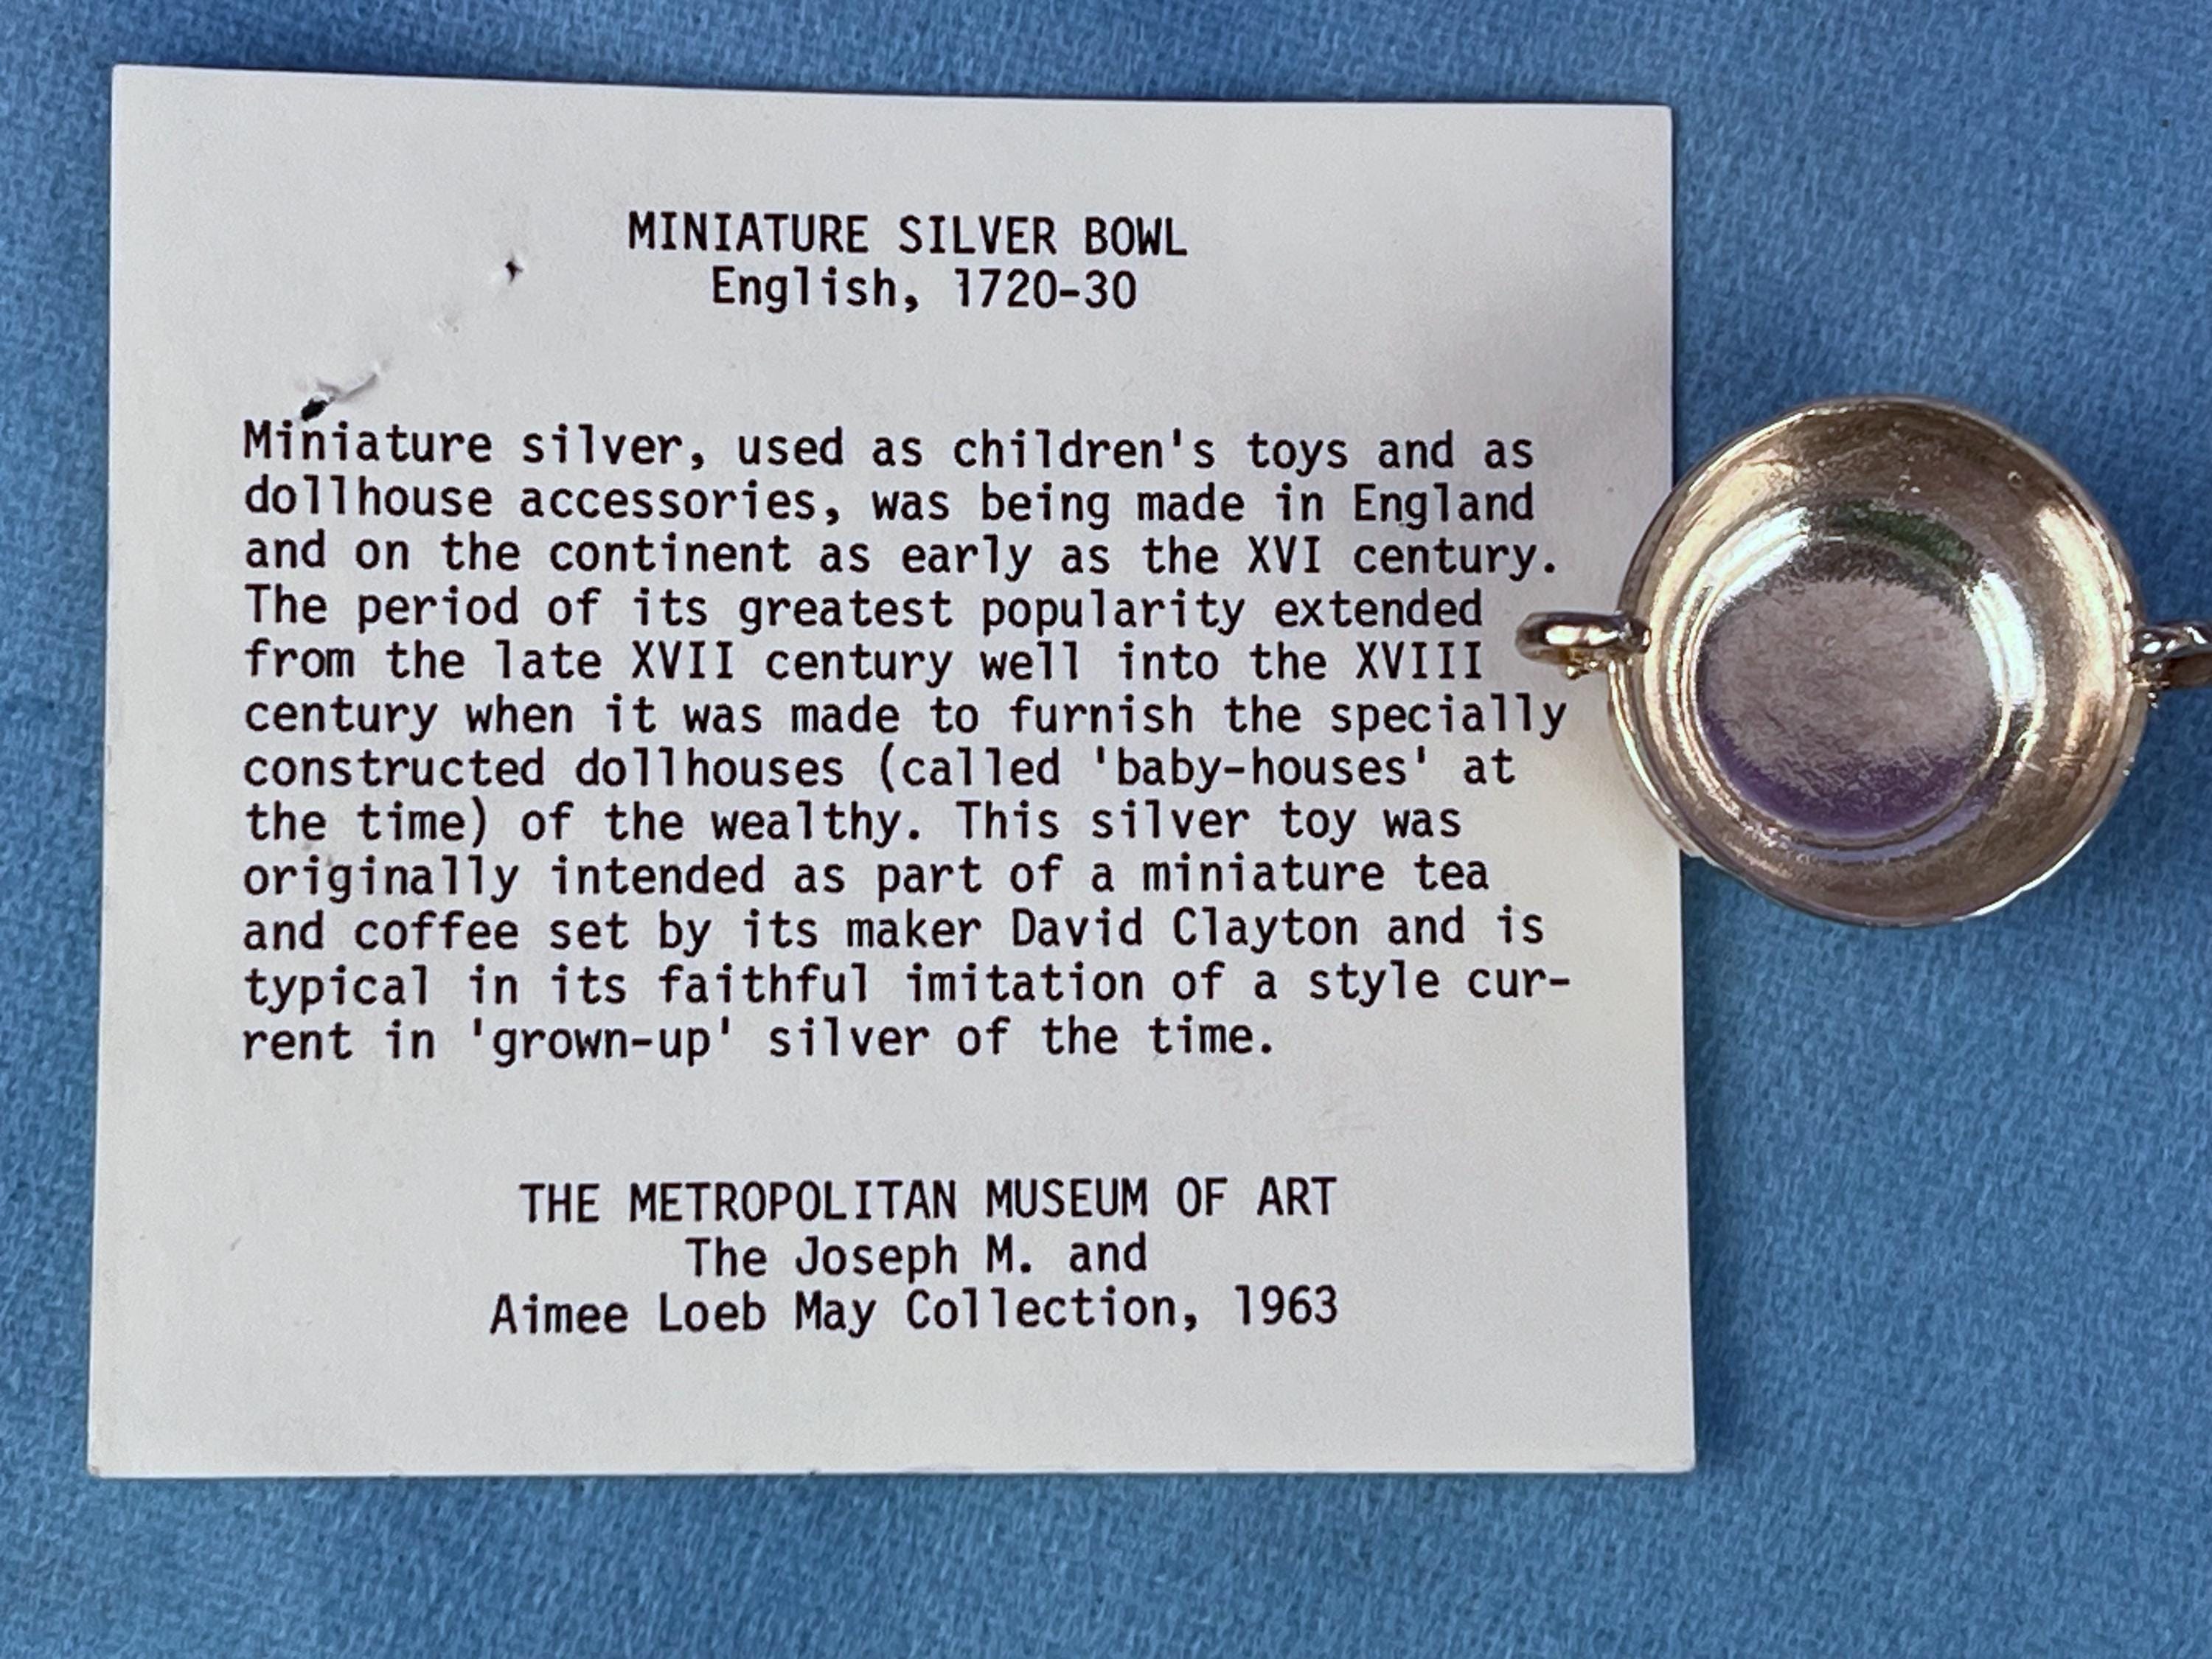 MINIATURE SILVER BOWL
English, 1720-30
Miniature silver, used as children's toys and as
dollhouse accessories, was being made in England
and on the continent as early as the XVI century.
The period of its greatest popularity extended
from the late XVII century well into the XVIII
century when it was made to furnish the specially
constructed dollhouses (called 'baby-houses' at
the time) of the wealthy. This silver toy was
originally intended as part of a miniature tea
and coffee set by its maker David Clayton and is
typical in its faithful imitation of a style cur-
rent in 'grown-up' silver of the time.
THE METROPOLITAN MUSEUM OF ART
The Joseph M. and
Aimee Loeb May Collection, 1963